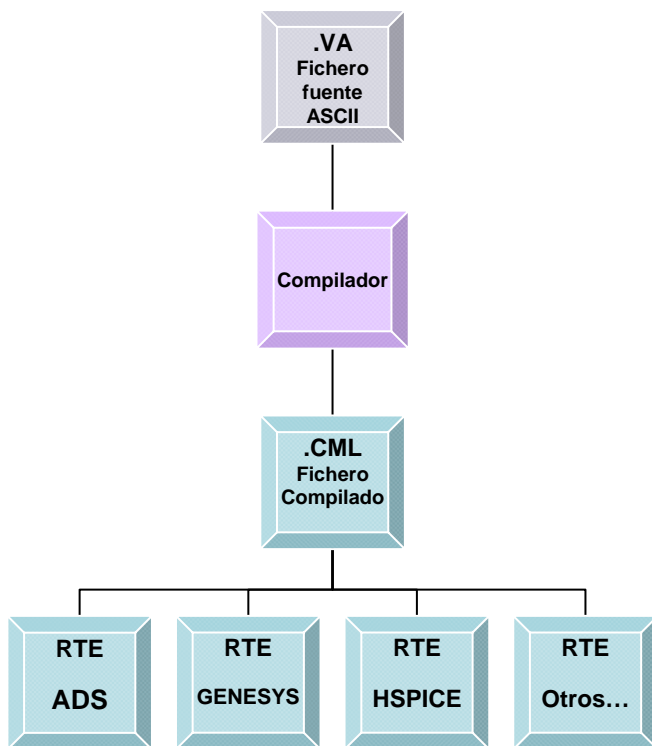 .VA
Fichero
fuente
ASCII
Compilador
.CML
Fichero
Compilado
RTE
ADS
RTE
GENESYS
RTE
HSPICE
RTE
Otros…